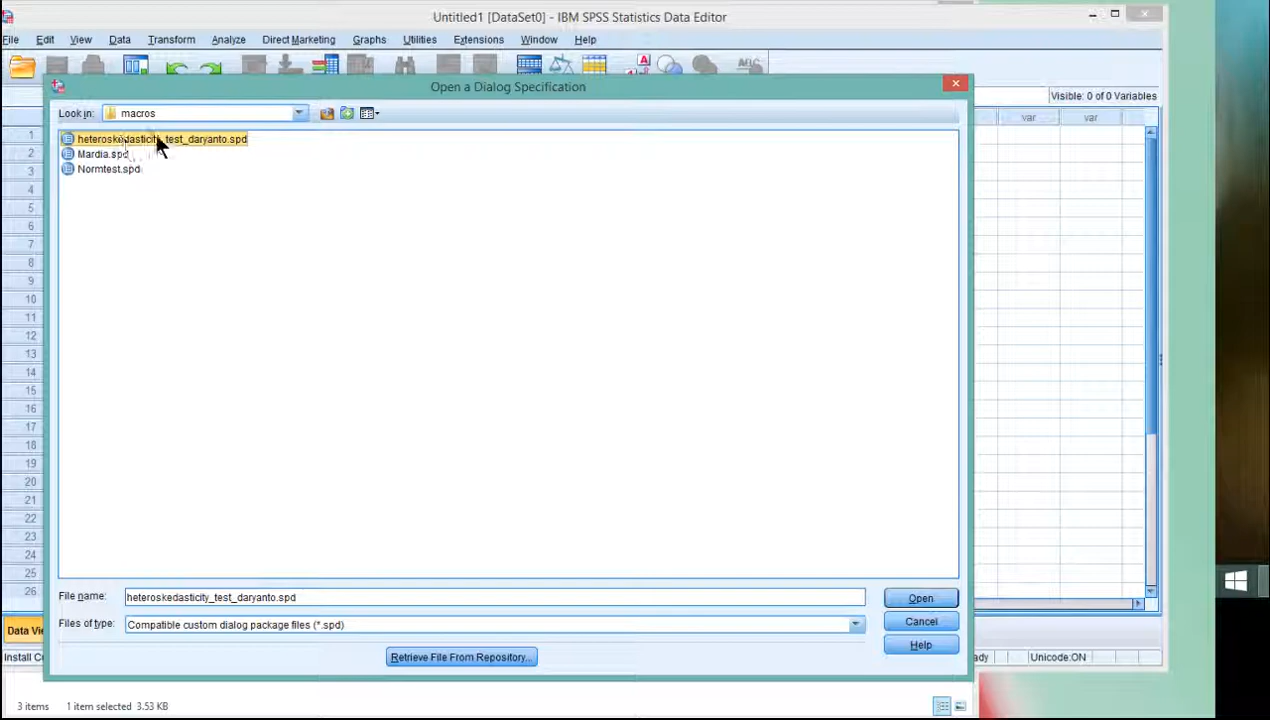 Untitled1 [DataSet0] - IBM SPSS Statistics Data Editor
File Edit View Data Transform Analyze Direct Marketing Graphs Utilities Extensions Window Help
Open a Dialog Specification
Look in: macros
Visible: 0 of 0 Variables
var var
heteroskedasticity_test_daryanto.spd
Mardia.spd
Normtest.spd
1
2
3
4
5
6
7
8
9
10
11
12
13
14
15
16
17
18
19
20
21
22
23
24
25
26
File name: heteroskedasticity_test_daryanto.spd Open
Files of type: Compatible custom dialog package files (*.spd) Cancel
Help
Retrieve File From Repository...
Data Vie
Install Cu
ady Unicode:ON
3 items 1 item selected 3.53 KB